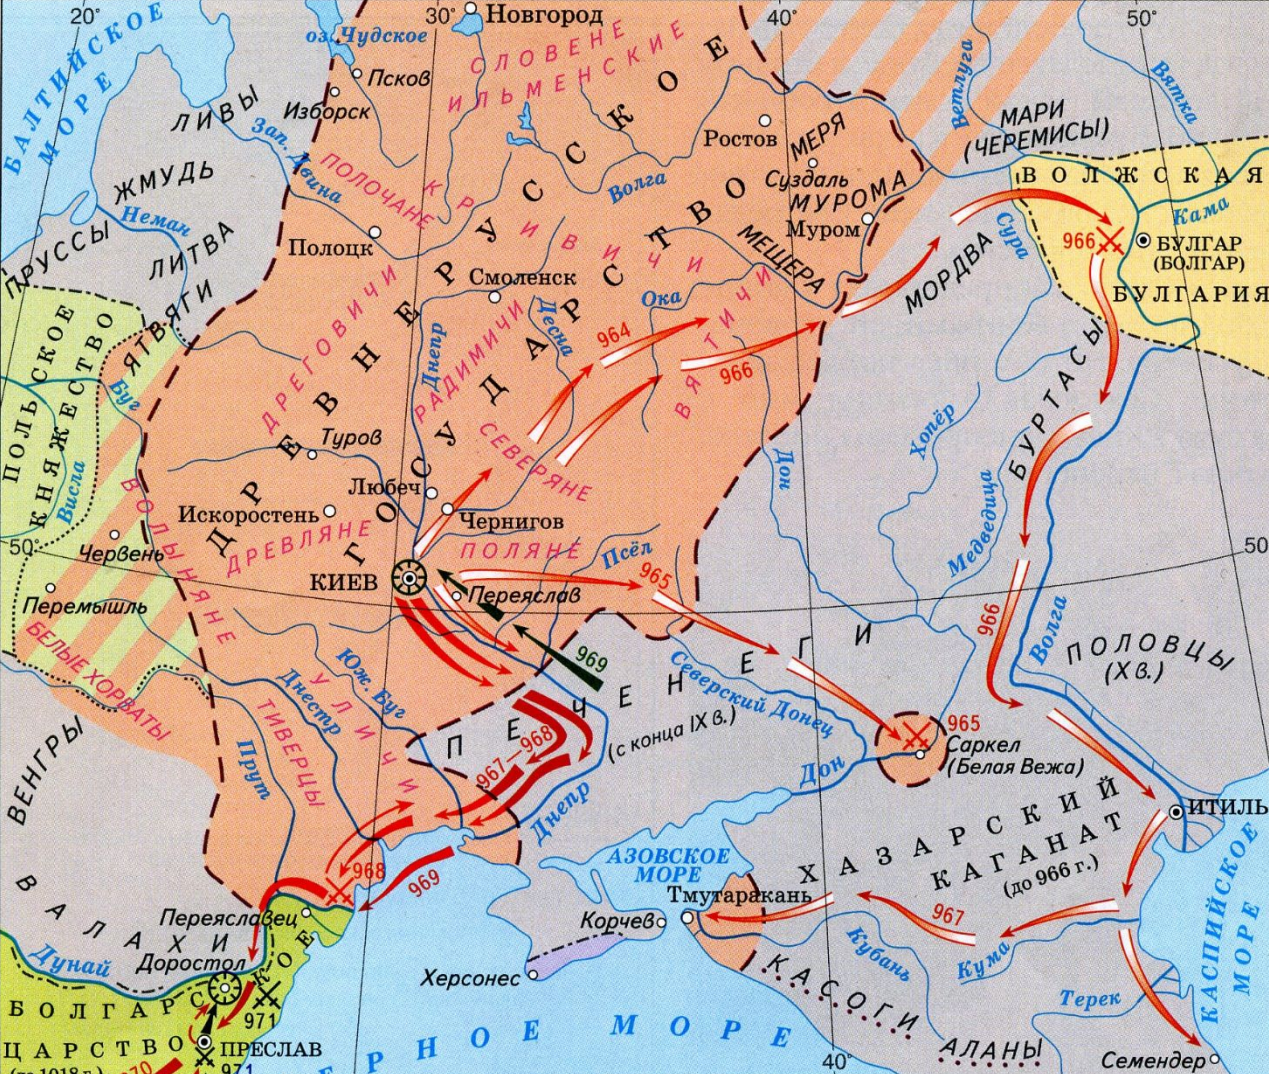 20°
30°
40°
50°
Новгород
БАЛТИЙСКОЕ
МОРЕ
оз. Чудское
СЛОВЕНЕ
ИЛЬМЕНСКИЕ
Псков
Изборск
ЛИВЫ
Зап. Двина
Ветлуга
Вятка
МАРИ
(ЧЕРЕМИСЫ)
Ростов
МЕРЯ
Суздаль
МУРОМА
Муром
МЕЩЕРА
Волга
ЖМУДЬ
Неман
ЛИТВА
ПРУССЫ
ЯТВЯГИ
ПОЛОЧАНЕ
КРИВИЧИ
Полоцк
Смоленск
ДРЕВНЕРУССКОЕ
ГОСУДАРСТВО
ВОЛЖСКАЯ
Кама
966
БУЛГАР
(БОЛГАР)
БУЛГАРИЯ
Сура
МОРДВА
Ока
Десна
Днепр
964
966
ВЯТИЧИ
РАДИМИЧИ
ДРЕГОВИЧИ
СЕВЕРЯНЕ
ПОЛЬСКОЕ
КНЯЖЕСТВО
Буг
Висла
Туров
Любеч
Чернигов
Искоростень
ДРЕВЛЯНЕ
ПОЛЯНЕ
Псёл
ВОЛЫНЯНЕ
Червень
Перемышль
БЕЛЫЕ ХОРВАТЫ
50°
50°
КИЕВ
Переяслав
965
969
БУРТАСЫ
Хопёр
Медведица
Дон
966
Волга
ПОЛОВЦЫ
(X в.)
ПЕЧЕНЕГИ
(с конца IX в.)
Северский Донец
Дон
965
Саркел
(Белая Вежа)
Юж. Буг
Днестр
УЛИЧИ
ТИВЕРЦЫ
Прут
ВЕНГРЫ
967—968
Днепр
968
969
ХАЗАРСКИЙ
КАГАНАТ
(до 966 г.)
ИТИЛЬ
КАСПИЙСКОЕ
МОРЕ
АЗОВСКОЕ
МОРЕ
Тмутаракань
Корчев
967
Кубань
Кума
Терек
КАСОГИ
АЛАНЫ
Семендер
Херсонес
ВАЛАХИ
Переяславец
Доростол
Дунай
БОЛГАРСКОЕ
ЦАРСТВО
(до 1018 г.)
971
ПРЕСЛАВ
971
970
РНОЕ МОРЕ
40°